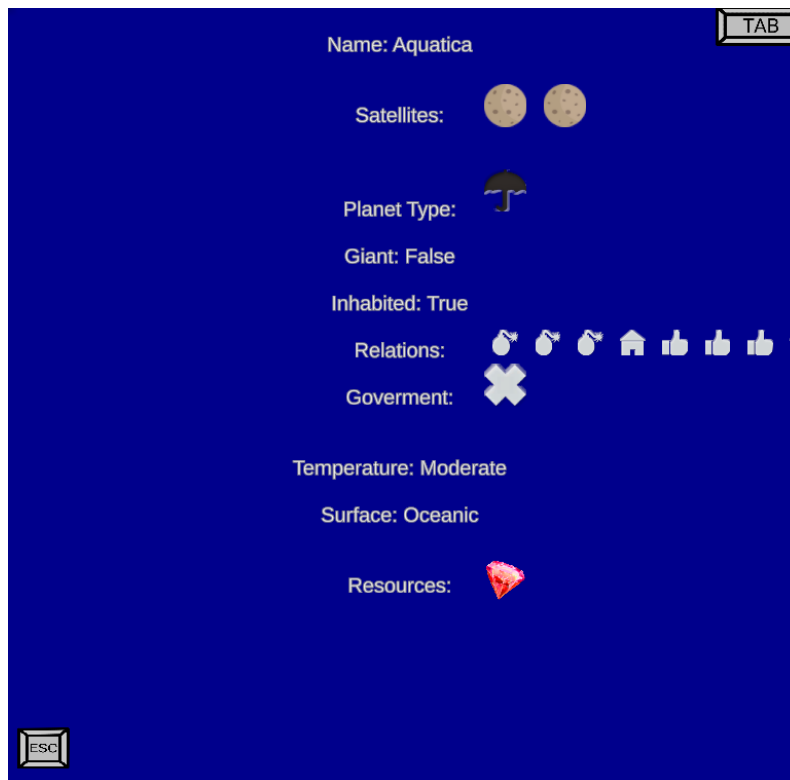 TAB
Name: Aquatica
Satellites:
Planet Type:
Giant: False
Inhabited: True
Relations:
Goverment:
Temperature: Moderate
Surface: Oceanic
Resources:
ESC